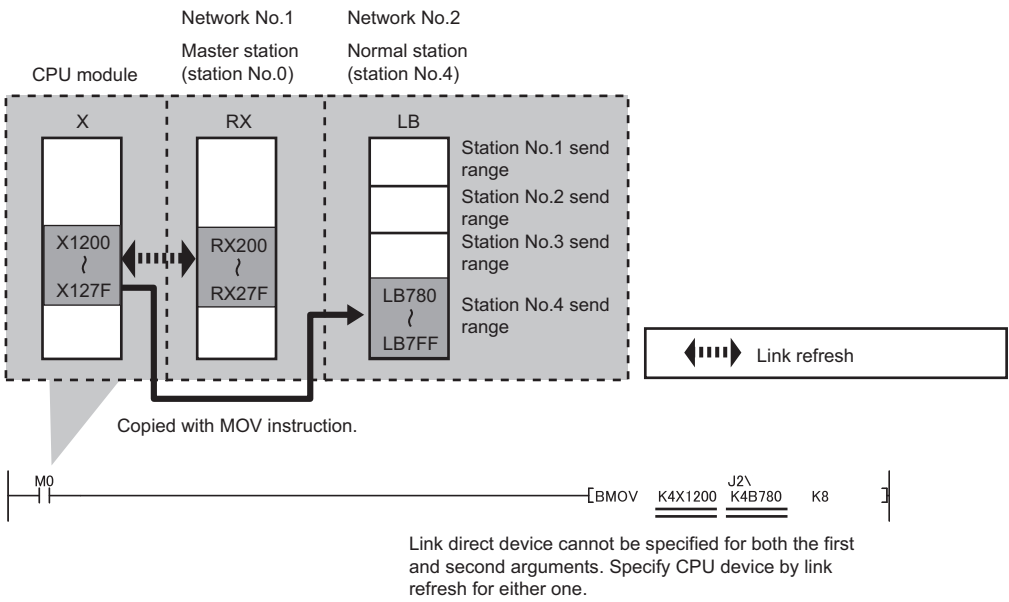 Network No.1
Network No.2
Master station
(station No.0)
Normal station
(station No.4)
CPU module
X
RX
LB
Station No.1 send
range
Station No.2 send
range
Station No.3 send
range
X1200
~
X127F
RX200
~
RX27F
LB780
~
LB7FF
Station No.4 send
range
Link refresh
Copied with MOV instruction.
M0
BMOV K4X1200 J2\K4B780 K8
Link direct device cannot be specified for both the first
and second arguments. Specify CPU device by link
refresh for either one.